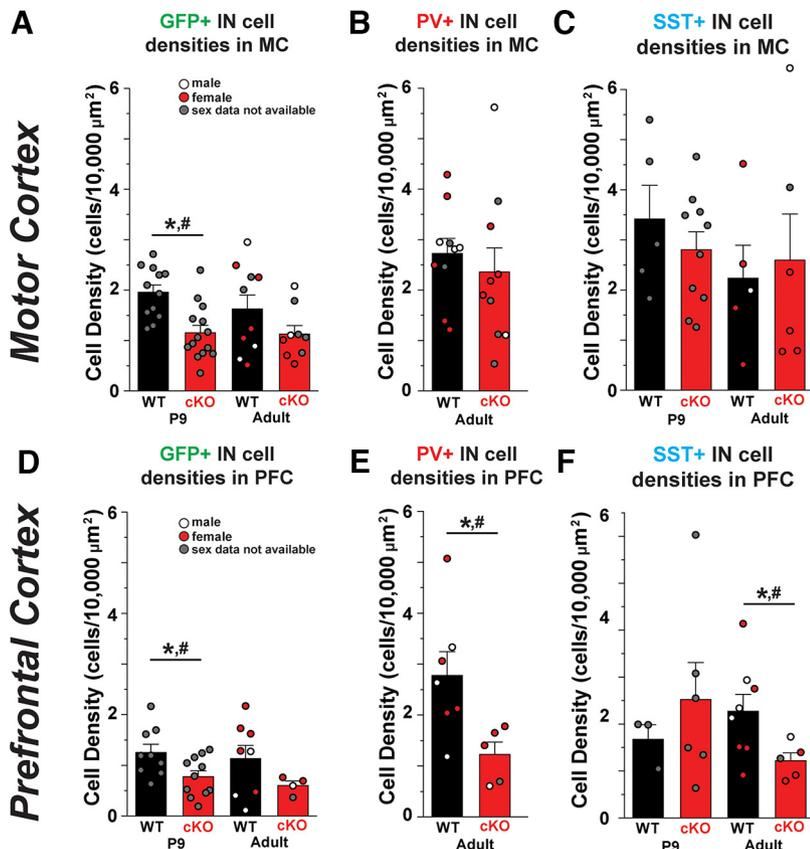 A
GFP+ IN cell
densities in MC
B
PV+ IN cell
densities in MC
C
SST+ IN cell
densities in MC
Motor Cortex
Cell Density (cells/10,000 μm²)
6
4
2
0
male
female
sex data not available
*,#
WT
cKO
WT
cKO
P9
Adult
Cell Density (cells/10,000 μm²)
6
4
2
0
WT
cKO
Adult
Cell Density (cells/10,000 μm²)
6
4
2
0
WT
cKO
WT
cKO
P9
Adult
D
GFP+ IN cell
densities in PFC
E
PV+ IN cell
densities in PFC
F
SST+ IN cell
densities in PFC
Prefrontal Cortex
Cell Density (cells/10,000 μm²)
6
4
2
0
male
female
sex data not available
*,#
WT
cKO
WT
cKO
P9
Adult
Cell Density (cells/10,000 μm²)
6
4
2
0
*,#
WT
cKO
Adult
Cell Density (cells/10,000 μm²)
6
4
2
0
*,#
WT
cKO
WT
cKO
P9
Adult